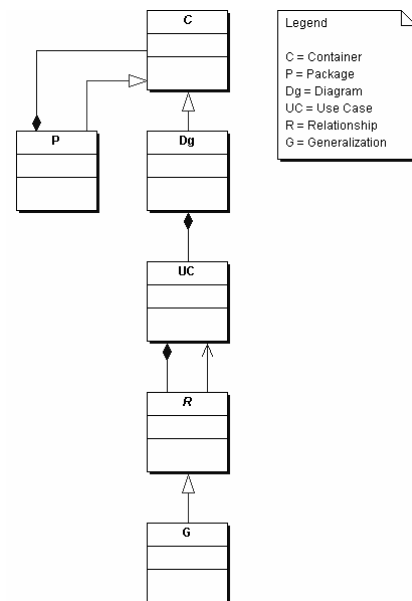 C
Legend
C = Container
P = Package
Dg = Diagram
UC = Use Case
R = Relationship
G = Generalization
P
Dg
UC
R
G